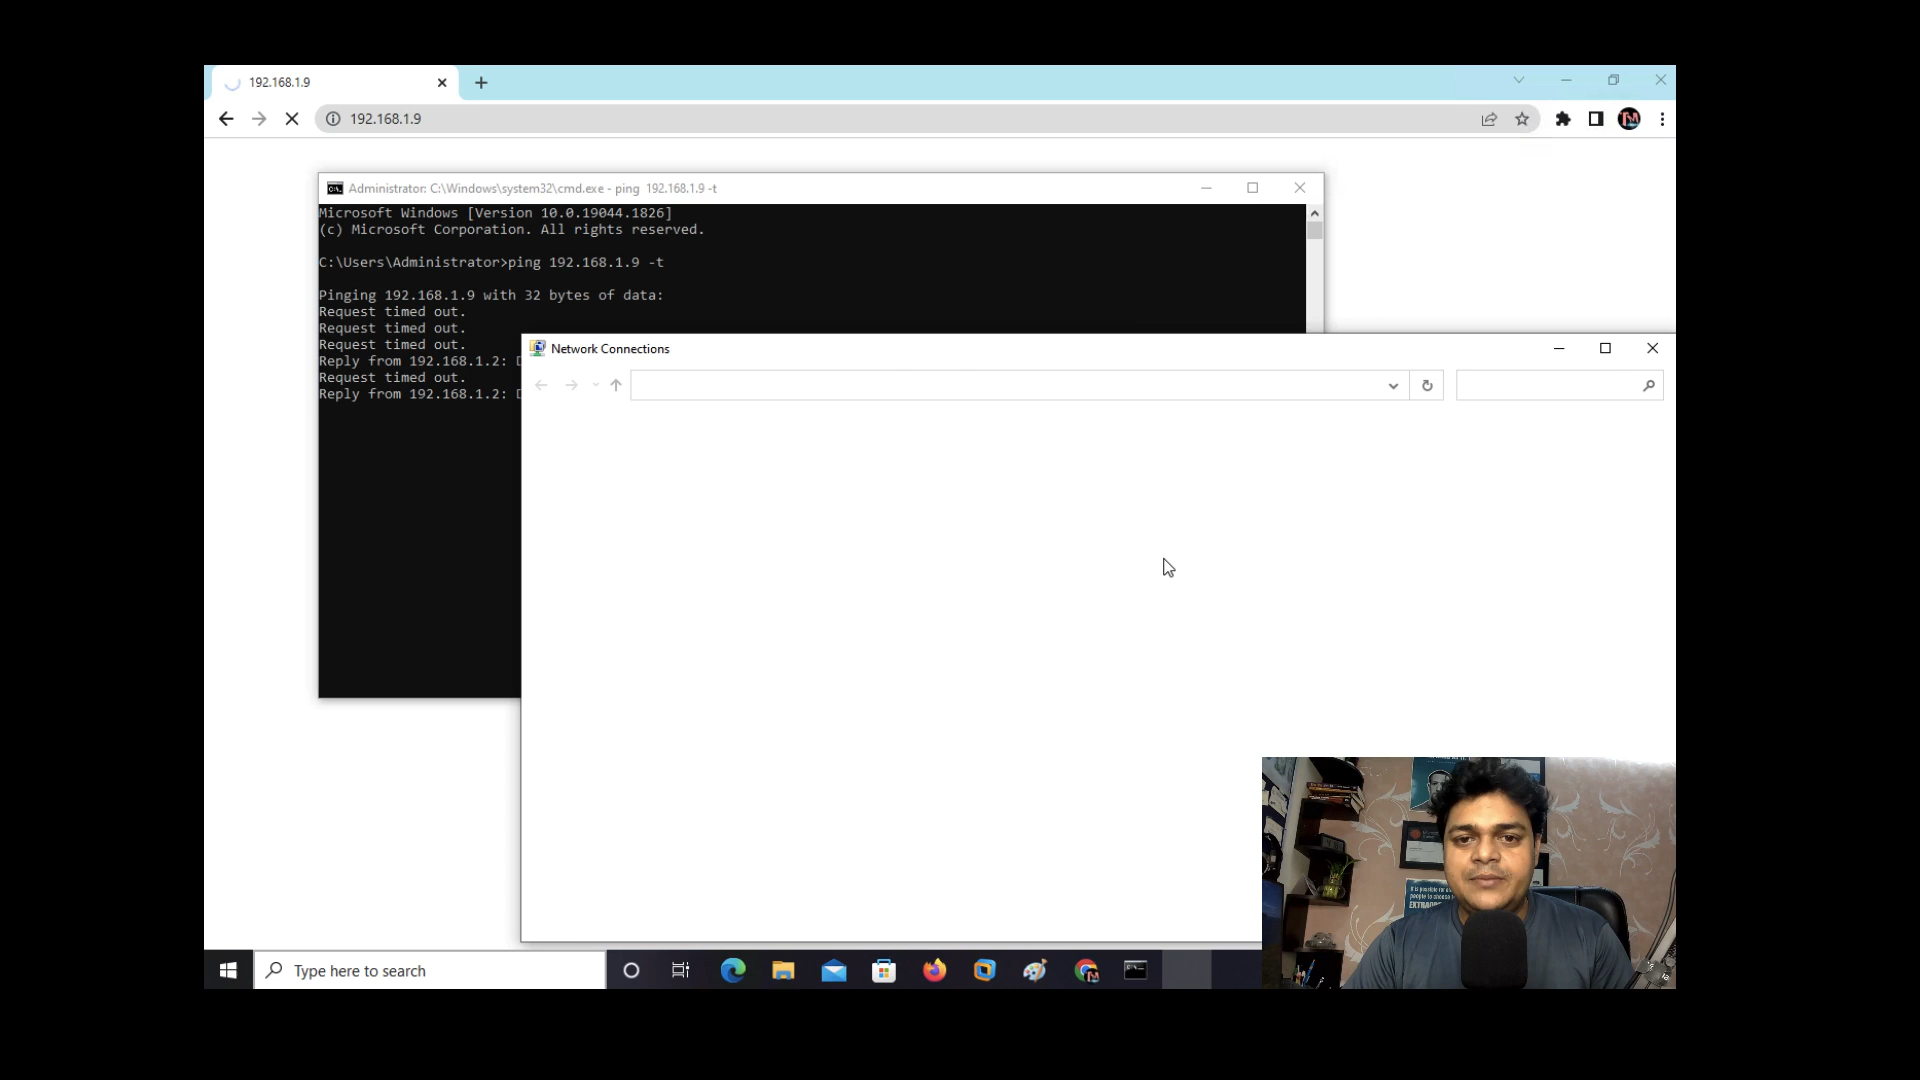 192.168.1.9
192.168.1.9
Administrator: C:\Windows\system32\cmd.exe - ping 192.168.1.9 -t
Microsoft Windows [Version 10.0.19044.1826]
(c) Microsoft Corporation. All rights reserved.
C:\Users\Administrator>ping 192.168.1.9 -t
Pinging 192.168.1.9 with 32 bytes of data:
Request timed out.
Request timed out.
Request timed out.
Reply from 192.168.1.2:
Request timed out.
Reply from 192.168.1.2:
Network Connections
Type here to search